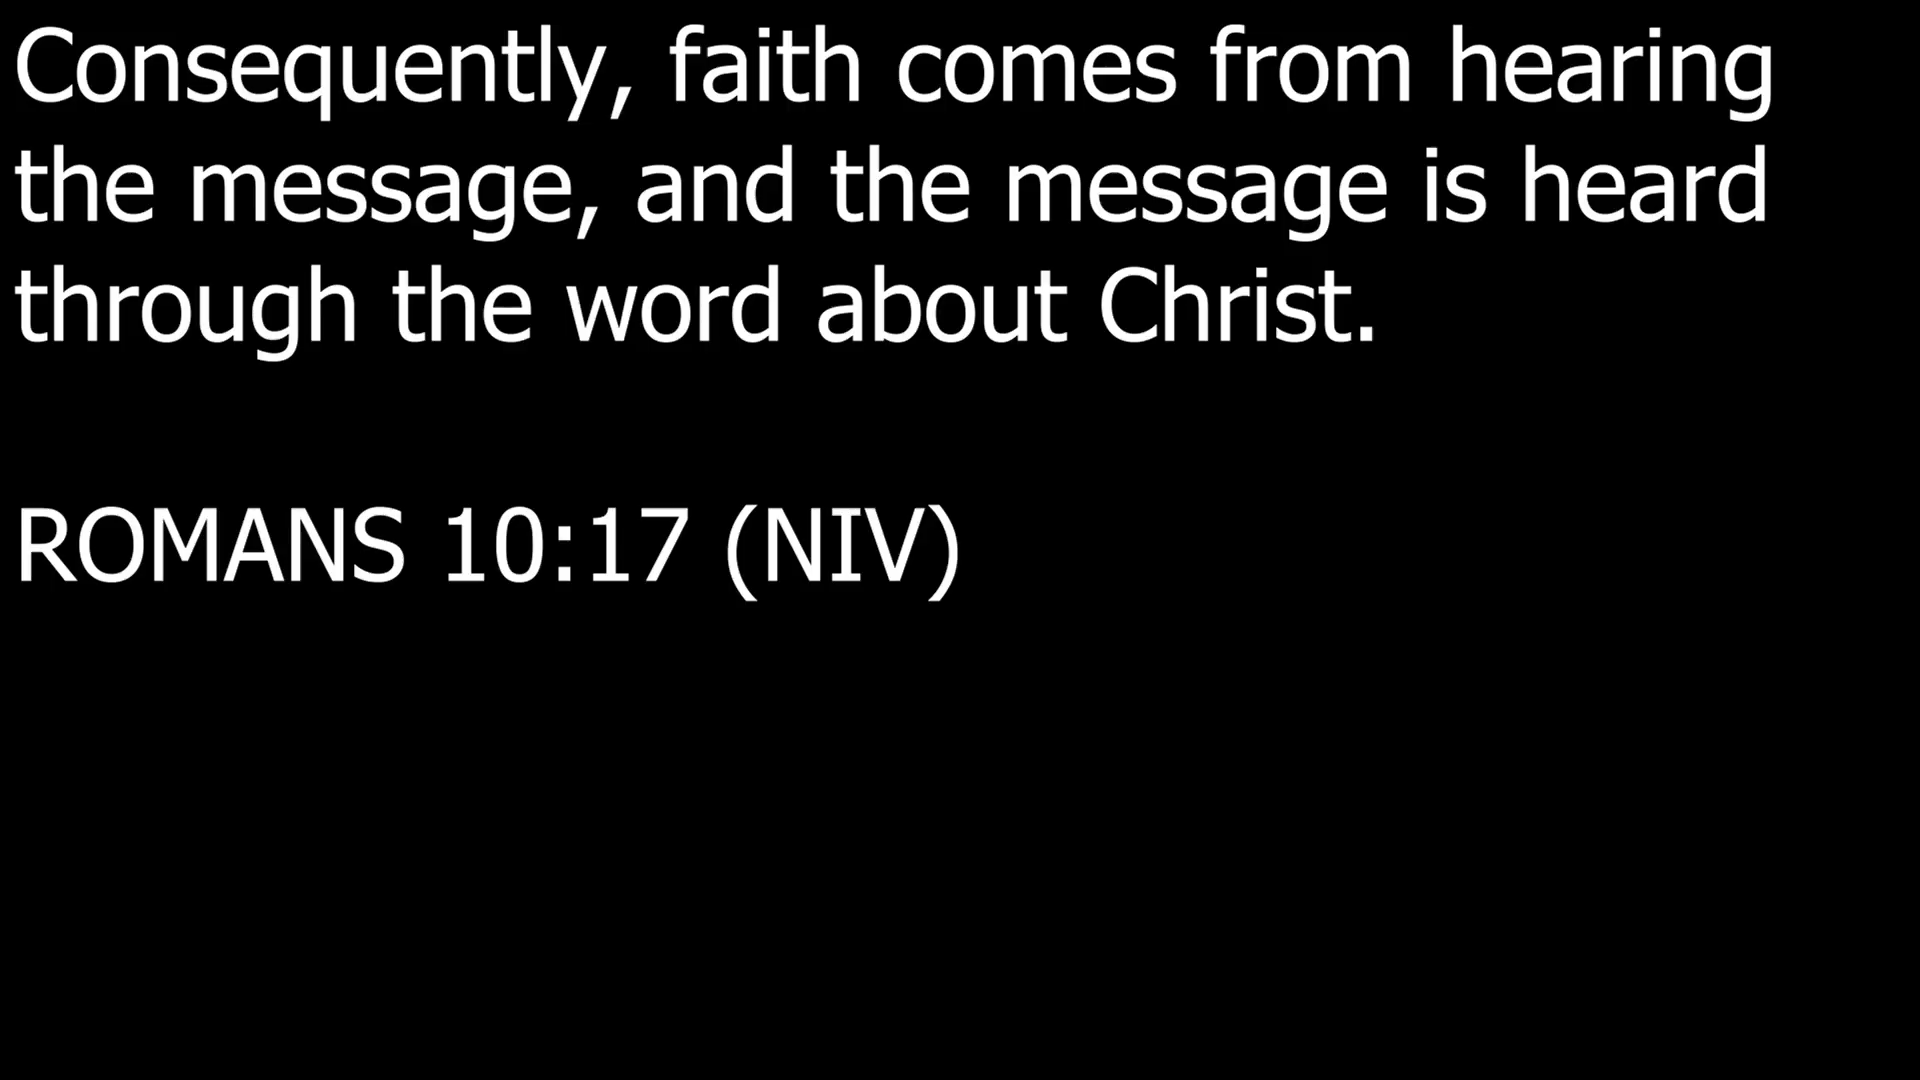 Consequently, faith comes from hearing
the message, and the message is heard
through the word about Christ.
ROMANS 10:17 (NIV)